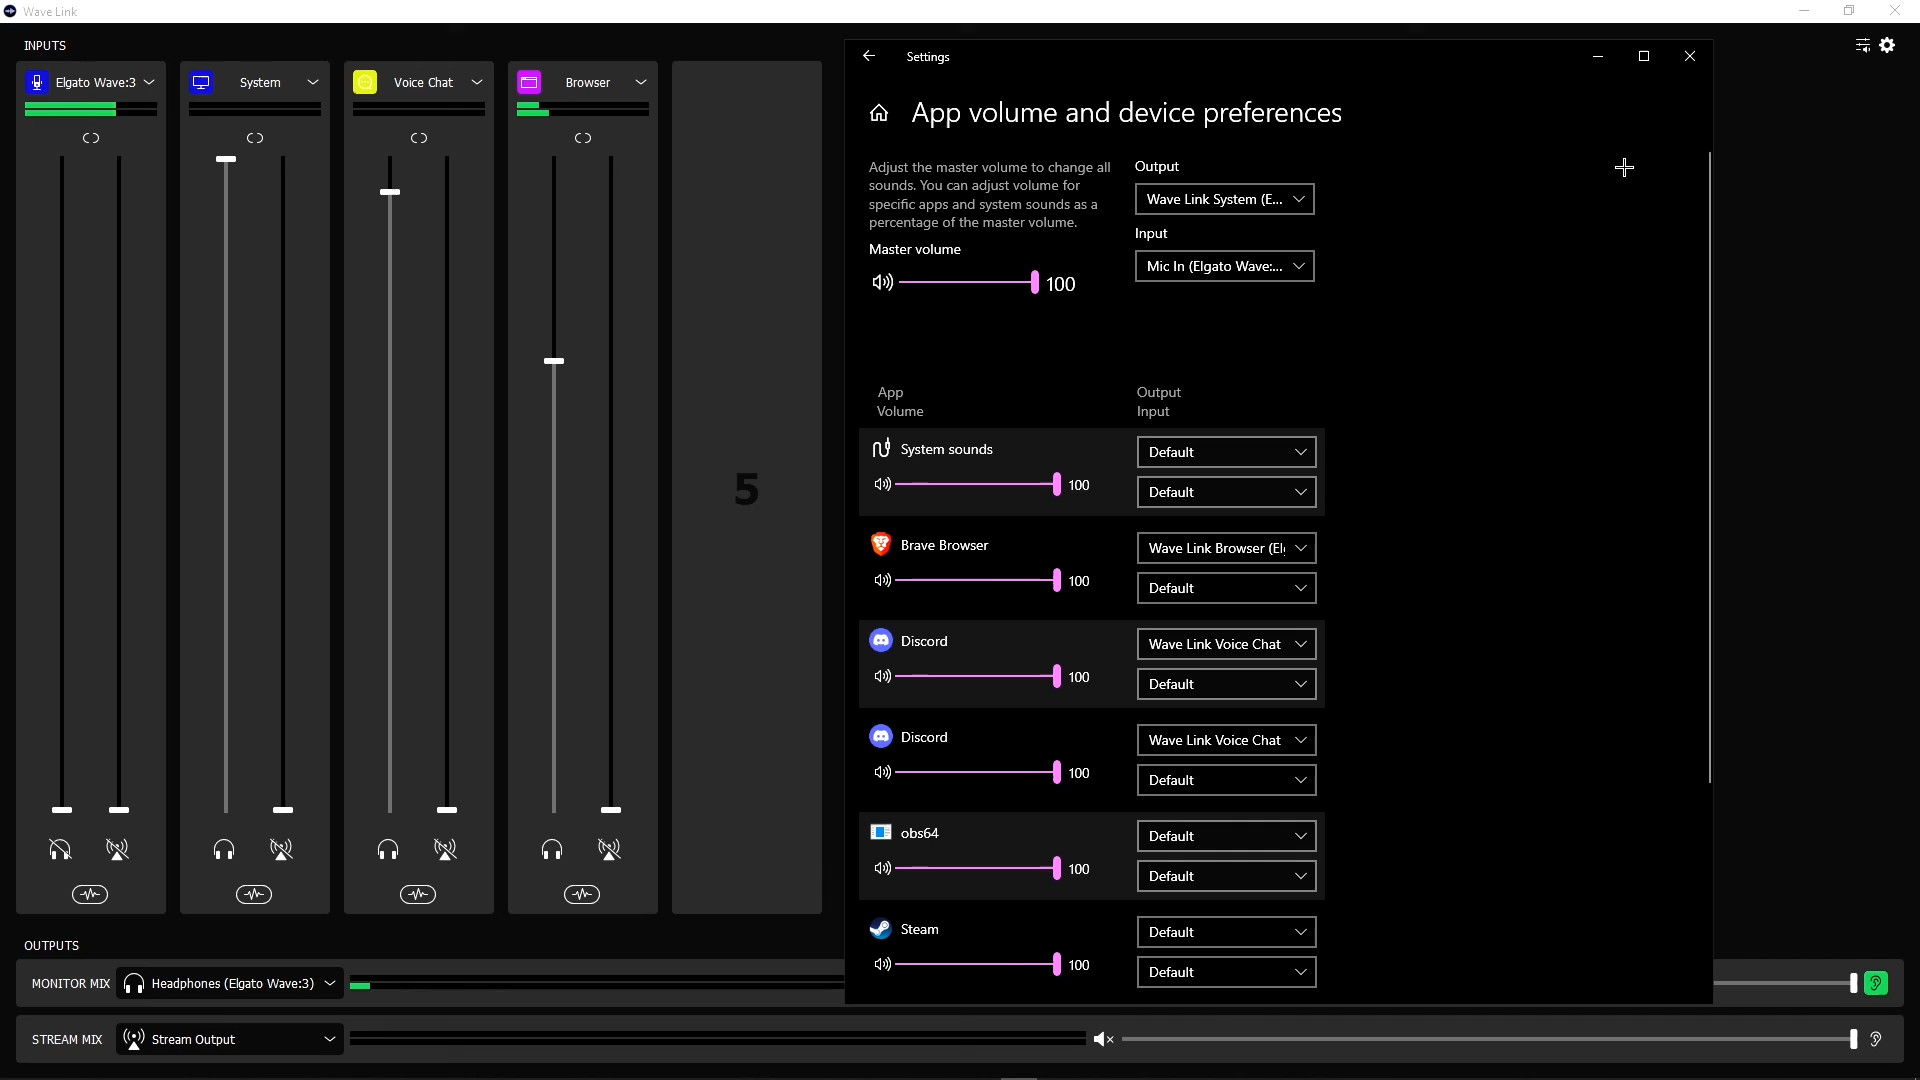 Wave Link
INPUTS
Elgato Wave:3
System
Voice Chat
Browser
5
Settings
App volume and device preferences
Adjust the master volume to change all
sounds. You can adjust volume for
specific apps and system sounds as a
percentage of the master volume.
Master volume
100
Output
Wave Link System (E...
Input
Mic In (Elgato Wave:...
App
Volume
Output
Input
System sounds
100
Default
Default
Brave Browser
100
Wave Link Browser (El
Default
Discord
100
Wave Link Voice Chat
Default
Discord
100
Wave Link Voice Chat
Default
obs64
100
Default
Default
Steam
100
Default
Default
OUTPUTS
MONITOR MIX
Headphones (Elgato Wave:3)
STREAM MIX
Stream Output